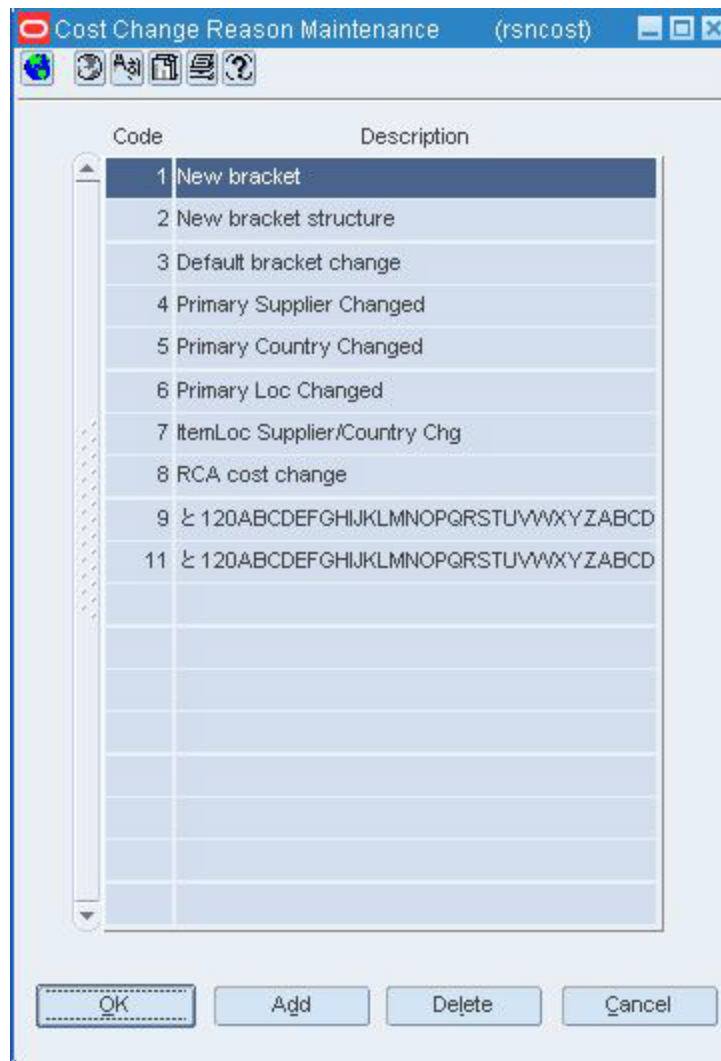 Cost Change Reason Maintenance (rsncost)
Code Description
1 New bracket
2 New bracket structure
3 Default bracket change
4 Primary Supplier Changed
5 Primary Country Changed
6 Primary Loc Changed
7 ItemLoc Supplier/Country Chg
8 RCA cost change
9 と120ABCDEFGHIJKLMNOPQRSTUVWXYZABCD
11 と120ABCDEFGHIJKLMNOPQRSTUVWXYZABCD
OK Add Delete Cancel